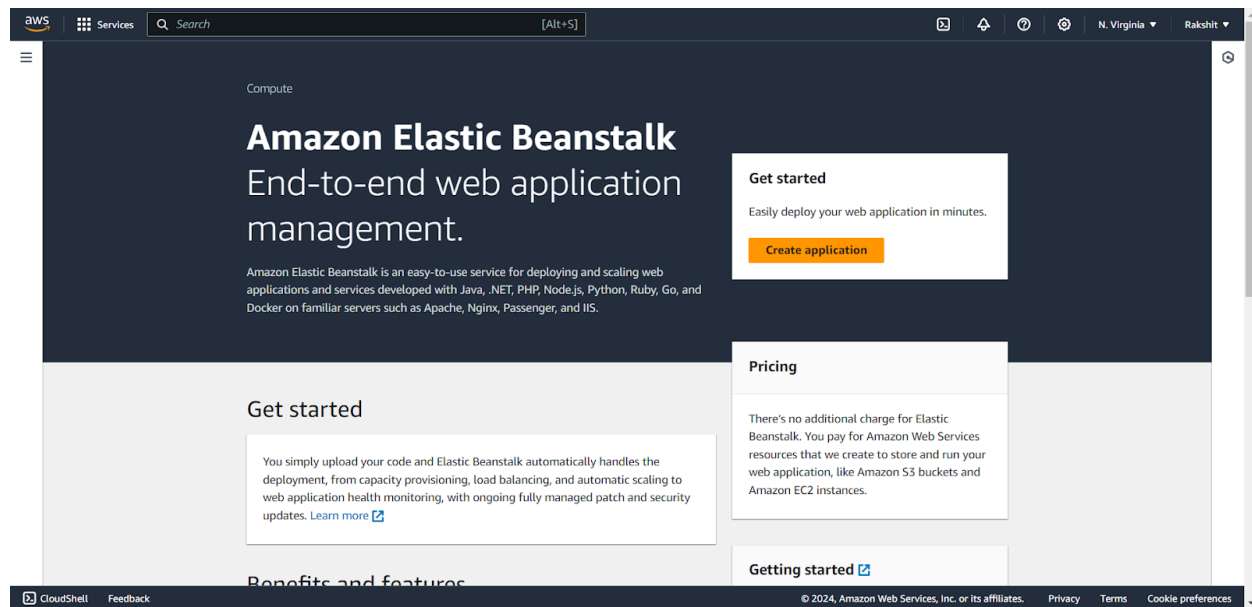 aws
Services
Search
[Alt+S]
N. Virginia
Rakshit
Compute
Amazon Elastic Beanstalk
End-to-end web application
management.
Amazon Elastic Beanstalk is an easy-to-use service for deploying and scaling web
applications and services developed with Java, .NET, PHP, Node.js, Python, Ruby, Go, and
Docker on familiar servers such as Apache, Nginx, Passenger, and IIS.
Get started
Easily deploy your web application in minutes.
Create application
Pricing
There's no additional charge for Elastic
Beanstalk. You pay for Amazon Web Services
resources that we create to store and run your
web application, like Amazon S3 buckets and
Amazon EC2 instances.
Get started
You simply upload your code and Elastic Beanstalk automatically handles the
deployment, from capacity provisioning, load balancing, and automatic scaling to
web application health monitoring, with ongoing fully managed patch and security
updates. Learn more
Getting started
Benefits and features
CloudShell
Feedback
© 2024, Amazon Web Services, Inc. or its affiliates.
Privacy
Terms
Cookie preferences